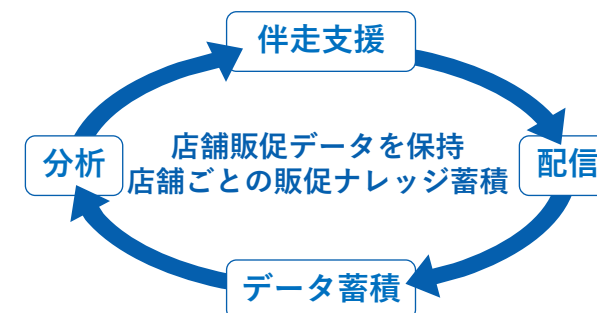 伴走支援
分析
店舗販促データを保持
店舗ごとの販促ナレッジ蓄積
配信
データ蓄積